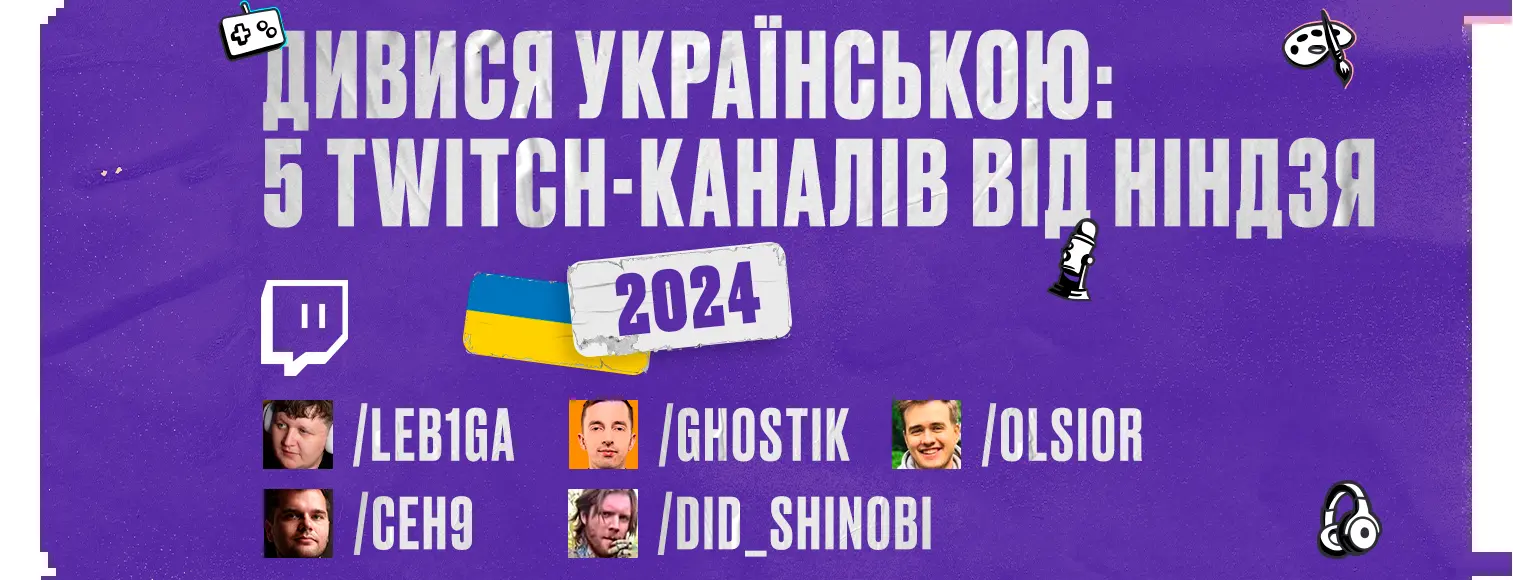 ДИВИСЯ УКРАЇНСЬКОЮ:
5 TWITCH-КАНАЛІВ ВІД НІНДЗЯ
2024
/LEB1GA /GHOSTIK /OLSIOR
/CEH9 /DID_SHINOBI